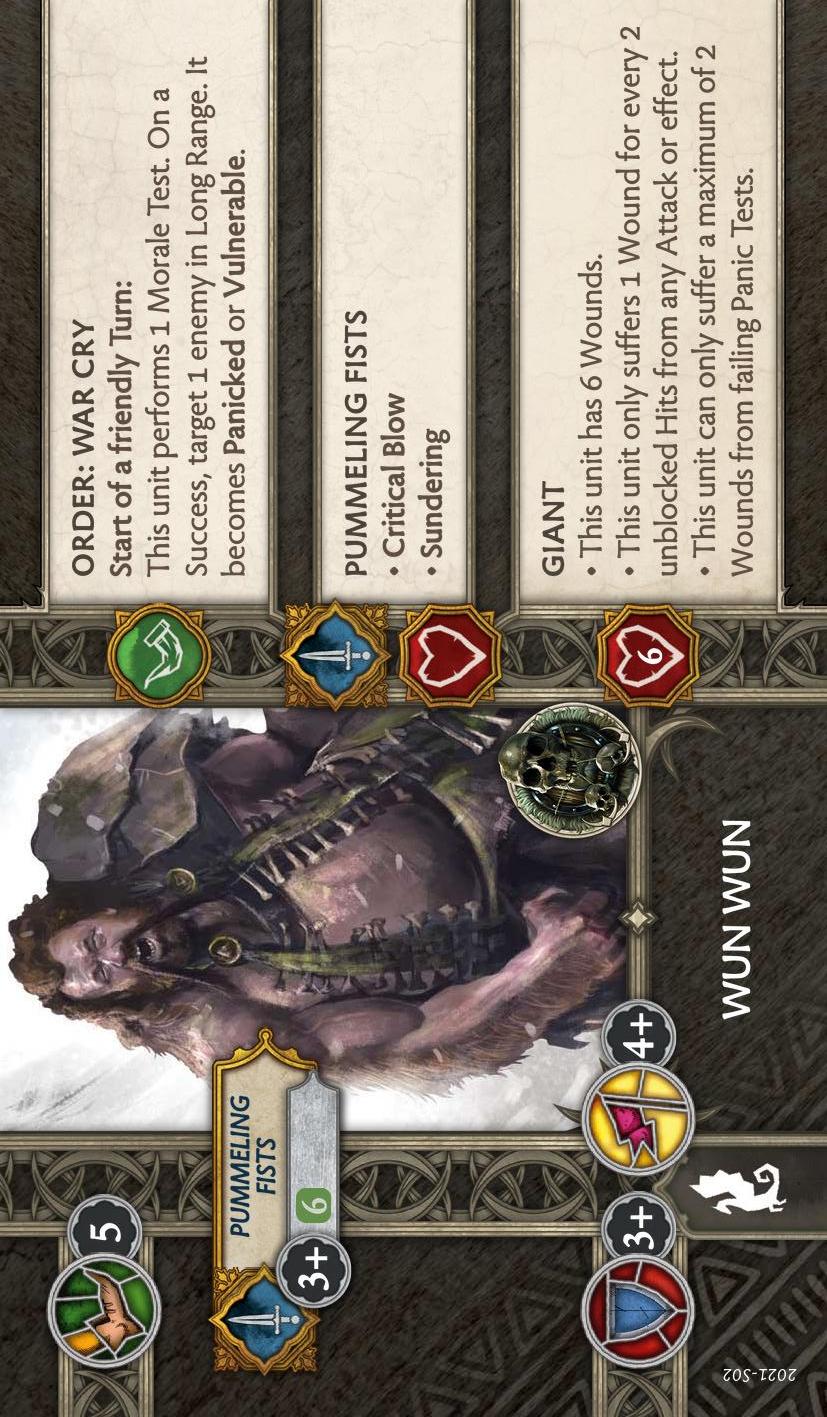 5
PUMMELING
FISTS
3+
6
3+
4+
WUN WUN
2021-S02
ORDER: WAR CRY
Start of a friendly Turn:
This unit performs 1 Morale Test. On a
Success, target 1 enemy in Long Range. It
becomes Panicked or Vulnerable.
PUMMELING FISTS
• Critical Blow
• Sundering
6
GIANT
• This unit has 6 Wounds.
• This unit only suffers 1 Wound for every 2
unblocked Hits from any Attack or effect.
• This unit can only suffer a maximum of 2
Wounds from failing Panic Tests.